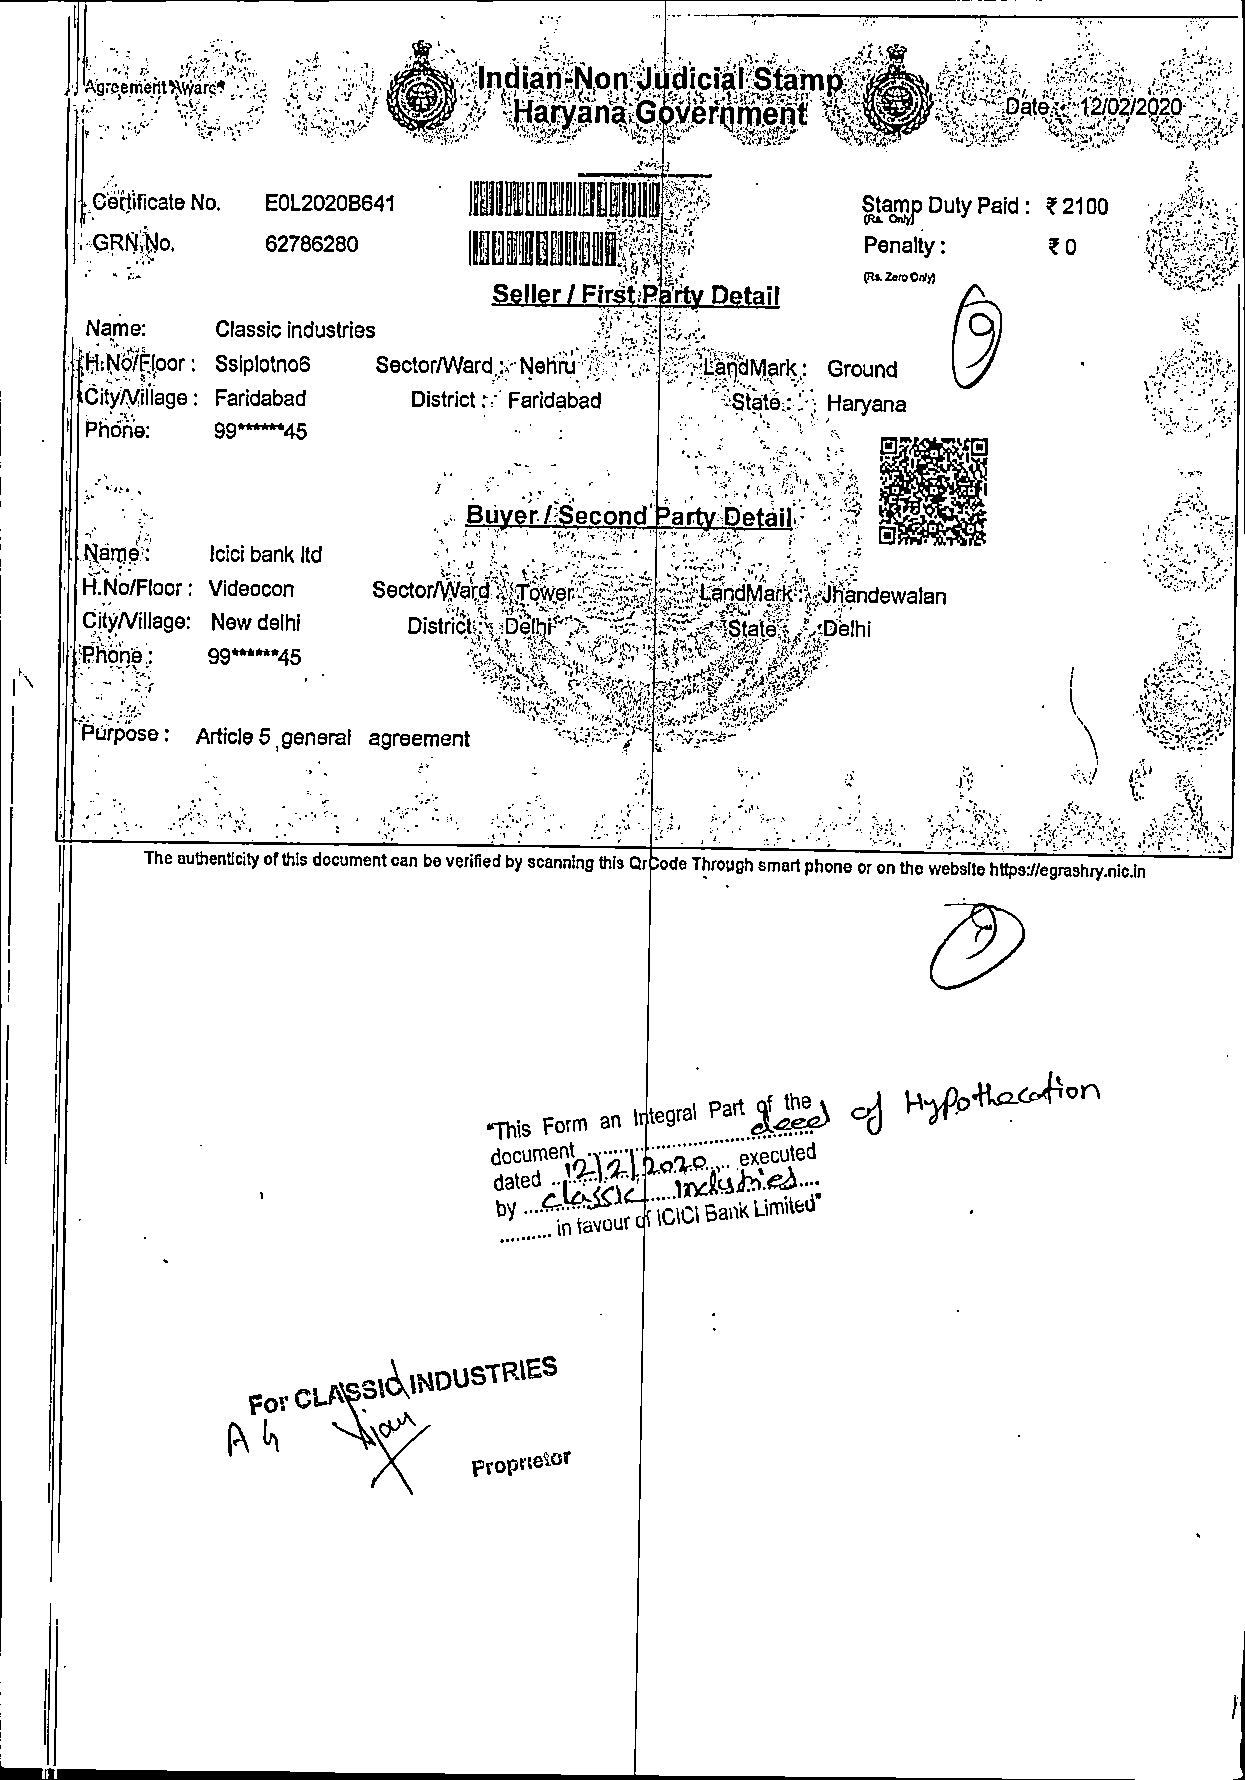 Indian-Non Judicial Stamp
Haryana Government
Date : 12/02/2020
Certificate No. E0L2020B641
Stamp Duty Paid : ₹ 2100
(Rs. Only)
GRN No. 62786280
Penalty : ₹ 0
(Rs. Zero Only)
Seller / First Party Detail
Name: Classic industries
H.No/Floor : Ssiplotno6 Sector/Ward : Nehru LandMark : Ground
City/Village : Faridabad District : Faridabad State : Haryana
Phone: 99******45
Buyer / Second Party Detail
Name : Icici bank ltd
H.No/Floor : Videocon Sector/Ward : Tower LandMark : Jhandewalan
City/Village: New delhi District : Delhi State : Delhi
Phone : 99******45
Purpose : Article 5 general agreement
The authenticity of this document can be verified by scanning this QrCode Through smart phone or on the website https://egrashry.nic.in
"This Form an Integral Part of the
document deed of Hypothecation
dated 12/2/2020 executed
by classic Industries
in favour of ICICI Bank Limited"
For CLASSIC INDUSTRIES
Proprietor